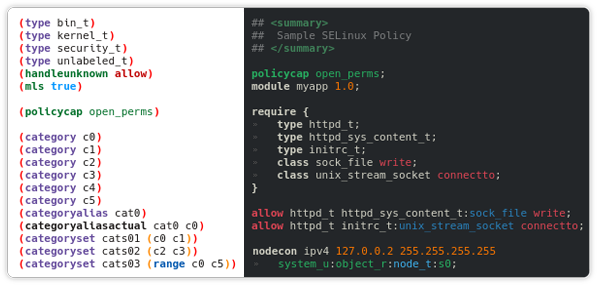 (type bin_t)
(type kernel_t)
(type security_t)
(type unlabeled_t)
(handleunknown allow)
(mls true)
(policycap open_perms)
(category c0)
(category c1)
(category c2)
(category c3)
(category c4)
(category c5)
(categoryalias cat0)
(categoryaliasactual cat0 c0)
(categoryset cats01 (c0 c1))
(categoryset cats02 (c2 c3))
(categoryset cats03 (range c0 c5))
## <summary>
##  Sample SELinux Policy
## </summary>
policycap open_perms;
module myapp 1.0;
require {
»   type httpd_t;
»   type httpd_sys_content_t;
»   type initrc_t;
»   class sock_file write;
»   class unix_stream_socket connectto;
}
allow httpd_t httpd_sys_content_t:sock_file write;
allow httpd_t initrc_t:unix_stream_socket connectto;
nodecon ipv4 127.0.0.2 255.255.255.255
»   system_u:object_r:node_t:s0;